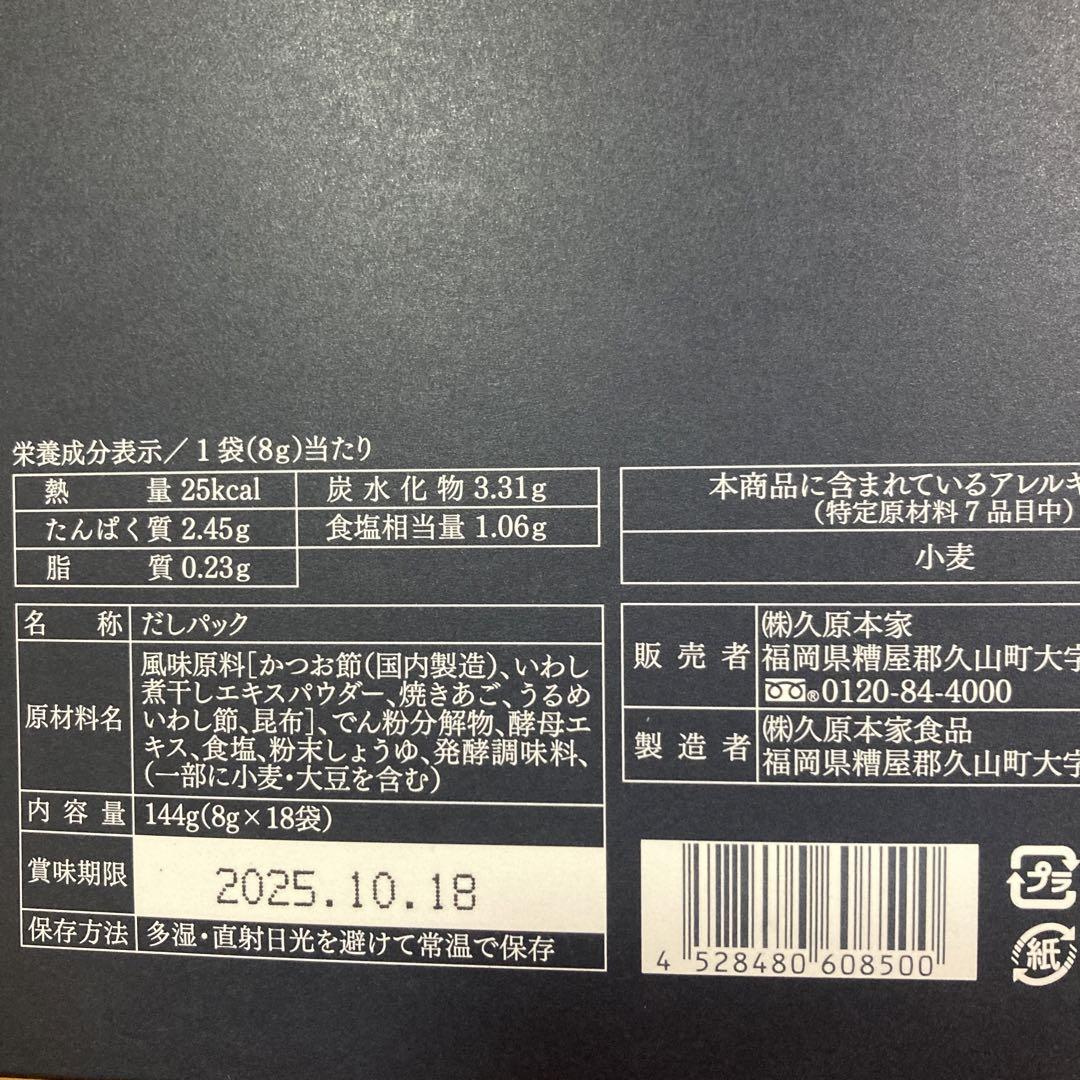 栄養成分表示／1袋(8g)当たり
熱量 25kcal
炭水化物 3.31g
たんぱく質 2.45g
食塩相当量 1.06g
脂質 0.23g
本商品に含まれているアレルギ
(特定原材料7品目中)
小麦
名称 だしパック
原材料名
風味原料[かつお節(国内製造)、いわし
煮干しエキスパウダー、焼きあご、うるめ
いわし節、昆布]、でん粉分解物、酵母エ
キス、食塩、粉末しょうゆ、発酵調味料、
(一部に小麦・大豆を含む)
内容量 144g(8g×18袋)
賞味期限 2025.10.18
保存方法 多湿・直射日光を避けて常温で保存
販売者
㈱久原本家
福岡県糟屋郡久山町大字
®0120-84-4000
製造者
㈱久原本家食品
福岡県糟屋郡久山町大字
4 528480 608500
プラ
紙